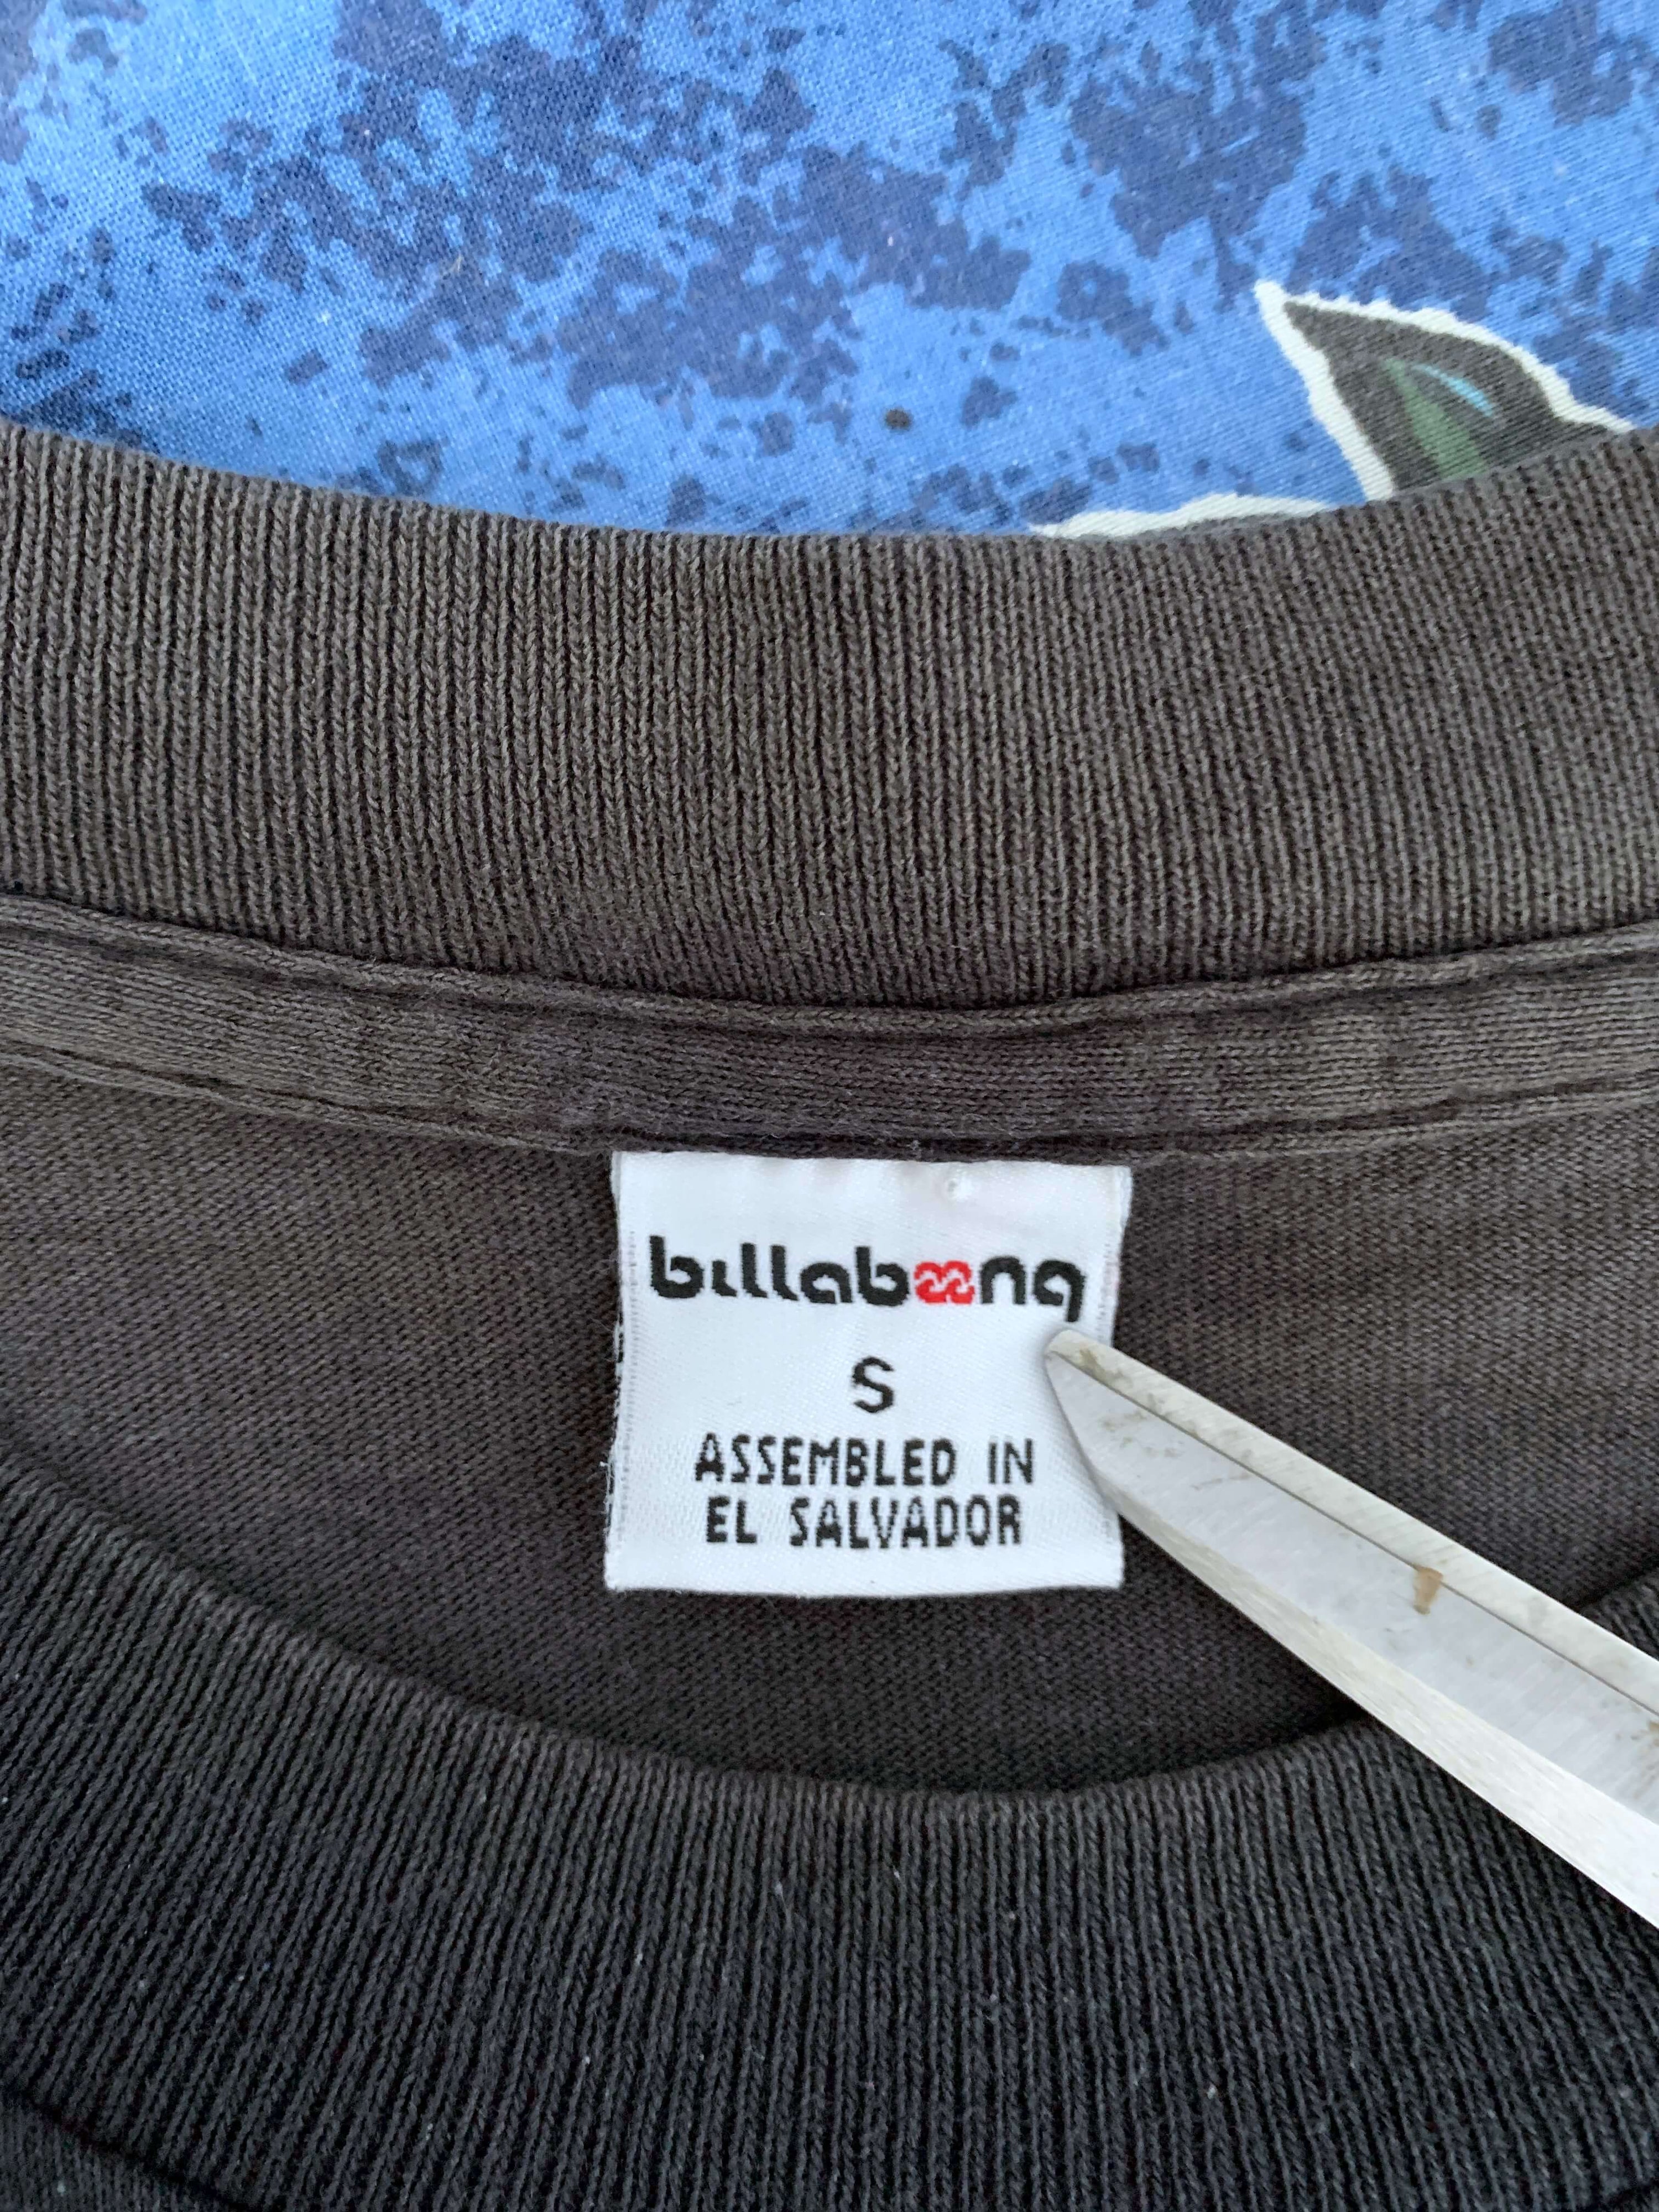 billabong
S
ASSEMBLED IN
EL SALVADOR